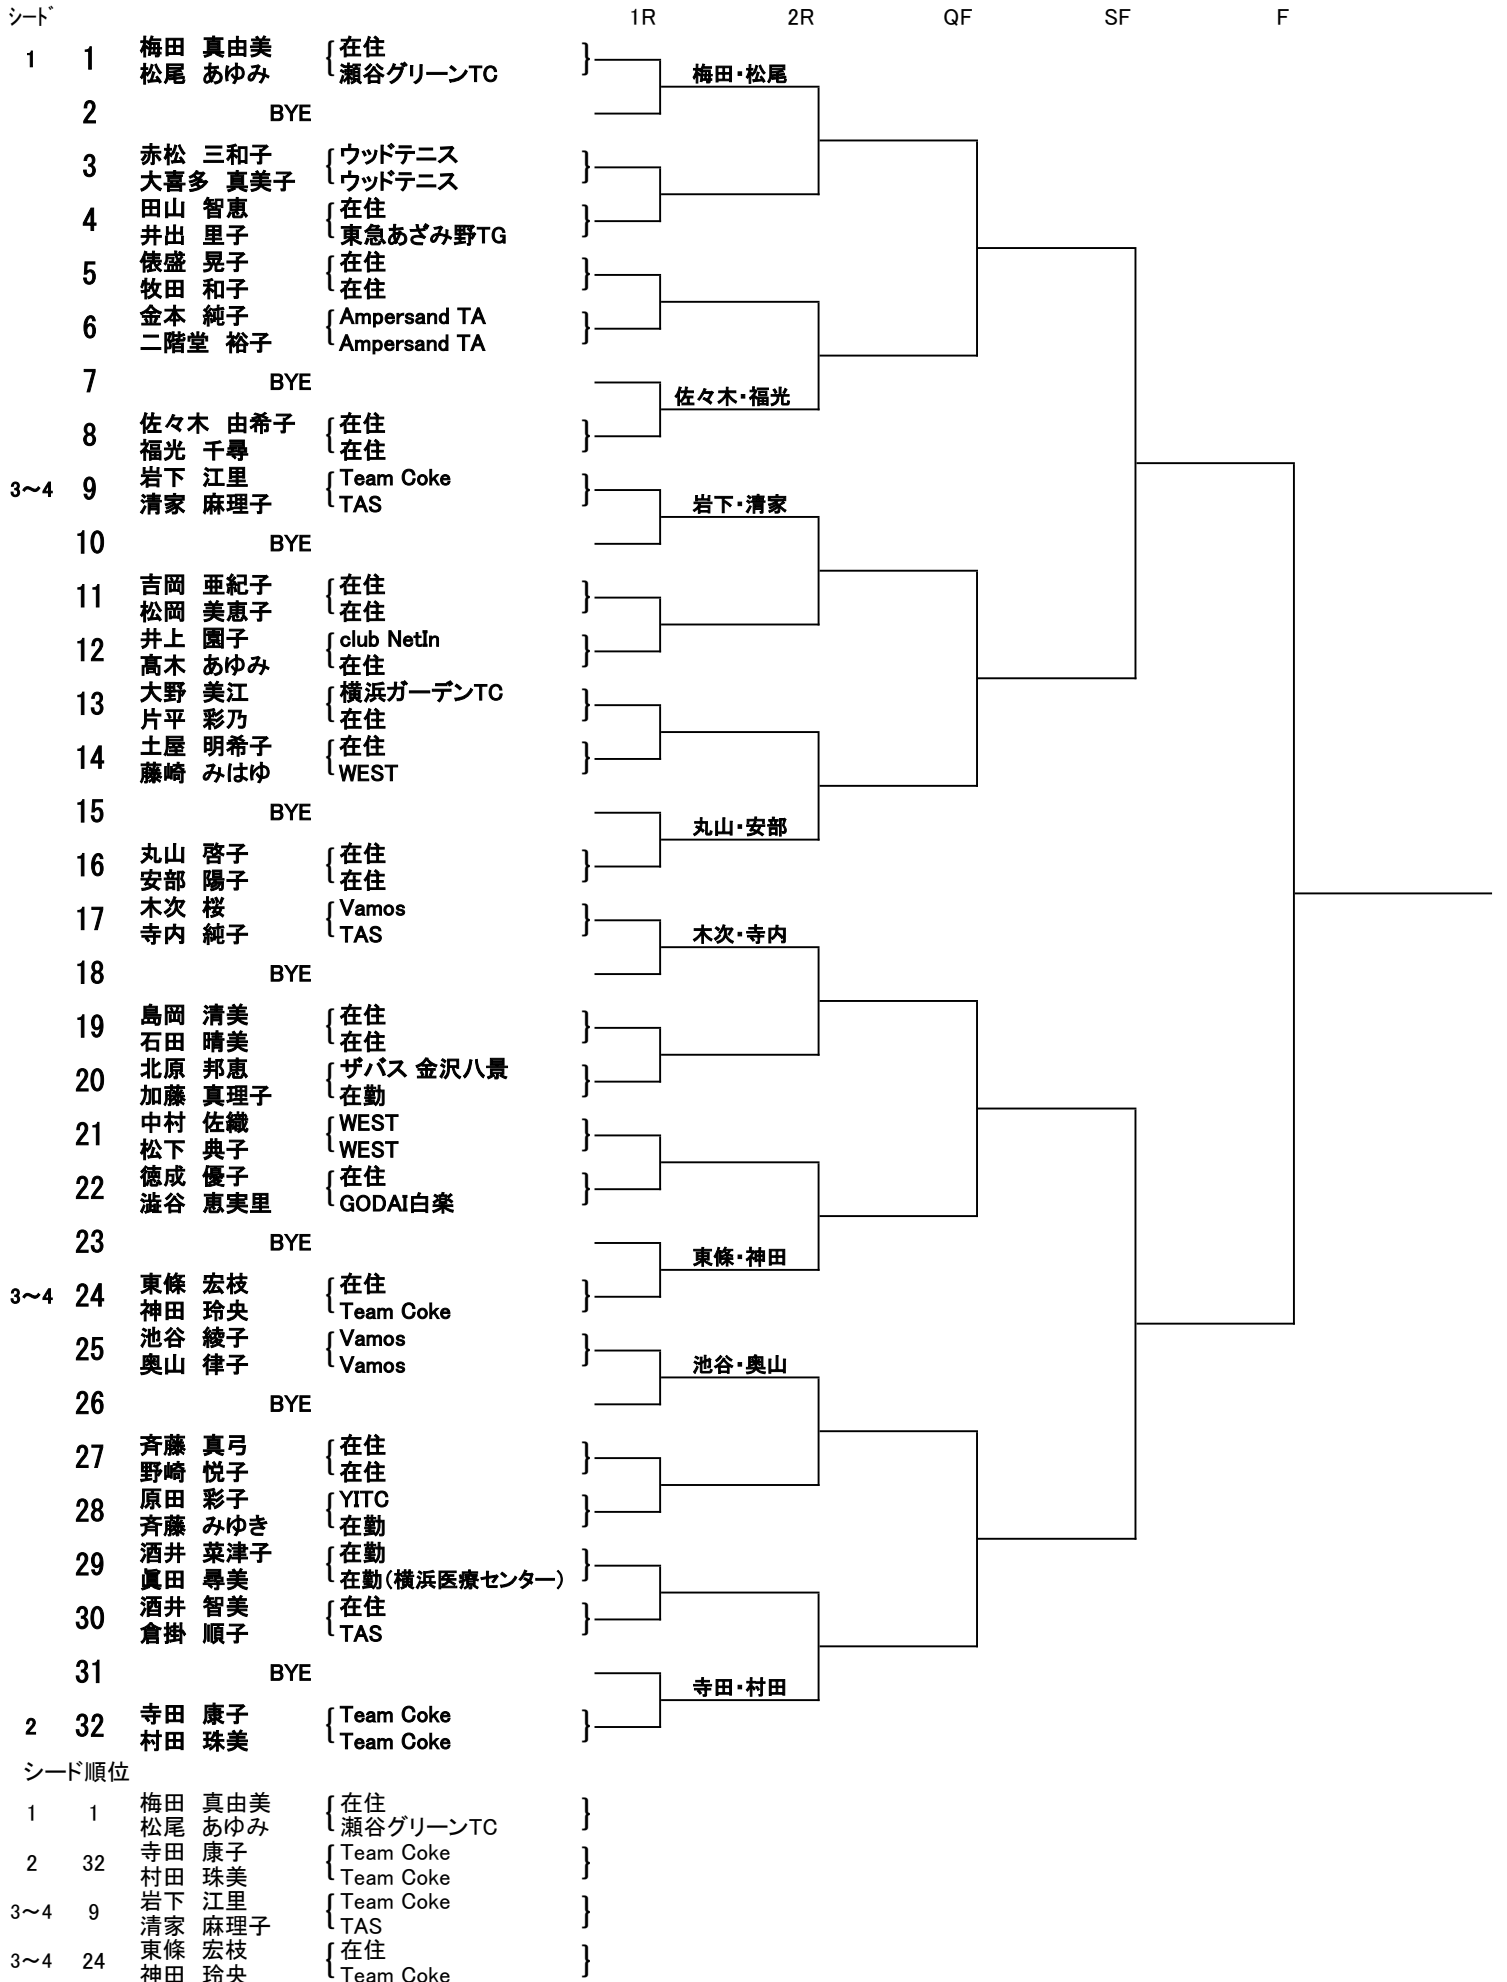 ｼｰﾄﾞ 1R 2R QF SF F
1 1 梅田 真由美 在住
松尾 あゆみ 瀬谷グリーンTC
梅田・松尾
2 BYE
3 赤松 三和子 ウッドテニス
大喜多 真美子 ウッドテニス
4 田山 智恵 在住
井出 里子 東急あざみ野TG
5 俵盛 晃子 在住
牧田 和子 在住
6 金本 純子 Ampersand TA
二階堂 裕子 Ampersand TA
7 BYE
佐々木・福光
8 佐々木 由希子 在住
福光 千尋 在住
3～4 9 岩下 江里 Team Coke
清家 麻理子 TAS
岩下・清家
10 BYE
11 吉岡 亜紀子 在住
松岡 美恵子 在住
12 井上 園子 club NetIn
髙木 あゆみ 在住
13 大野 美江 横浜ガーデンTC
片平 彩乃 在住
14 土屋 明希子 在住
藤崎 みはゆ WEST
15 BYE
丸山・安部
16 丸山 啓子 在住
安部 陽子 在住
17 木次 桜 Vamos
寺内 純子 TAS
木次・寺内
18 BYE
19 島岡 清美 在住
石田 晴美 在住
20 北原 邦恵 ザバス 金沢八景
加藤 真理子 在勤
21 中村 佐織 WEST
松下 典子 WEST
22 徳成 優子 在住
澁谷 恵実里 GODAI白楽
23 BYE
東條・神田
3～4 24 東條 宏枝 在住
神田 玲央 Team Coke
25 池谷 綾子 Vamos
奥山 律子 Vamos
池谷・奥山
26 BYE
27 斉藤 真弓 在住
野崎 悦子 在住
28 原田 彩子 YITC
斉藤 みゆき 在勤
29 酒井 菜津子 在勤
眞田 尋美 在勤（横浜医療センター）
30 酒井 智美 在住
倉掛 順子 TAS
31 BYE
寺田・村田
2 32 寺田 康子 Team Coke
村田 珠美 Team Coke
シード順位
1 1 梅田 真由美 在住
松尾 あゆみ 瀬谷グリーンTC
2 32 寺田 康子 Team Coke
村田 珠美 Team Coke
3～4 9 岩下 江里 Team Coke
清家 麻理子 TAS
3～4 24 東條 宏枝 在住
神田 玲央 Team Coke